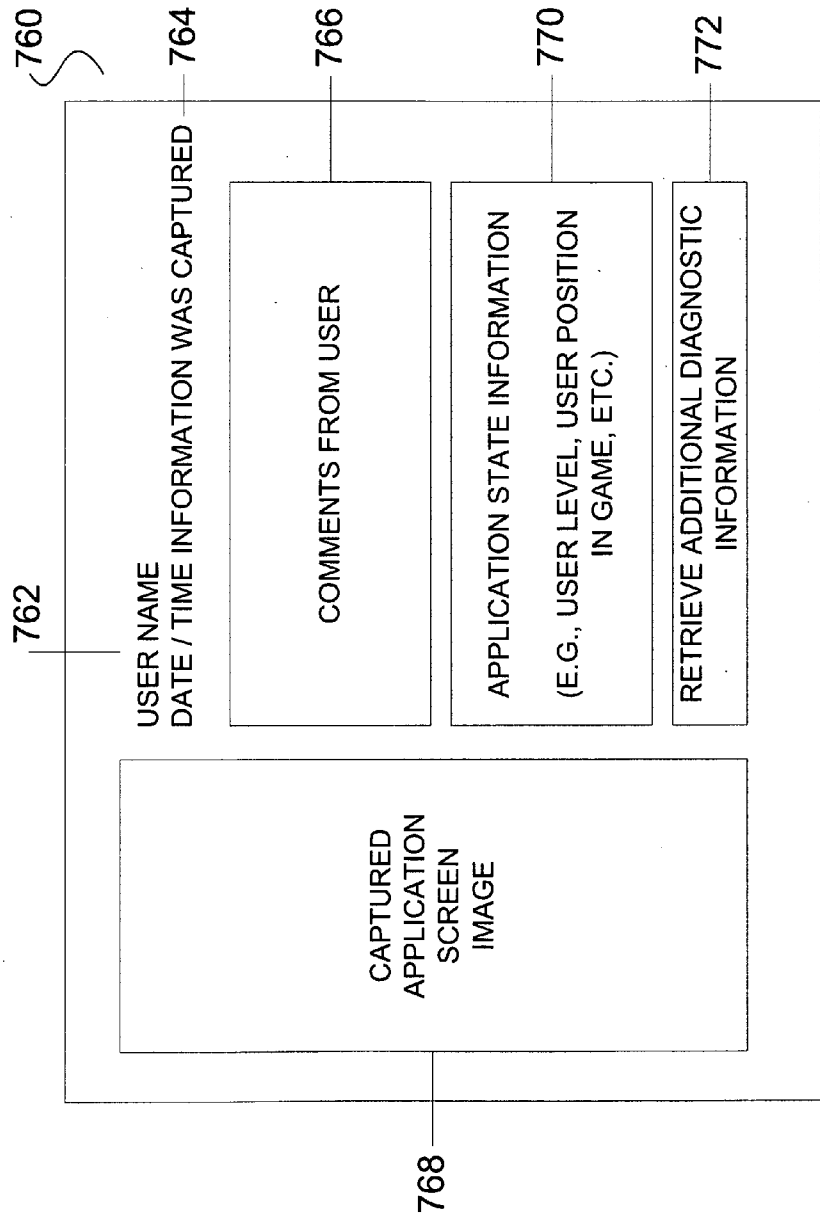 760
762
USER NAME
DATE / TIME INFORMATION WAS CAPTURED
764
COMMENTS FROM USER
766
CAPTURED
APPLICATION
SCREEN
IMAGE
768
APPLICATION STATE INFORMATION
(E.G., USER LEVEL, USER POSITION
IN GAME, ETC.)
770
RETRIEVE ADDITIONAL DIAGNOSTIC
INFORMATION
772